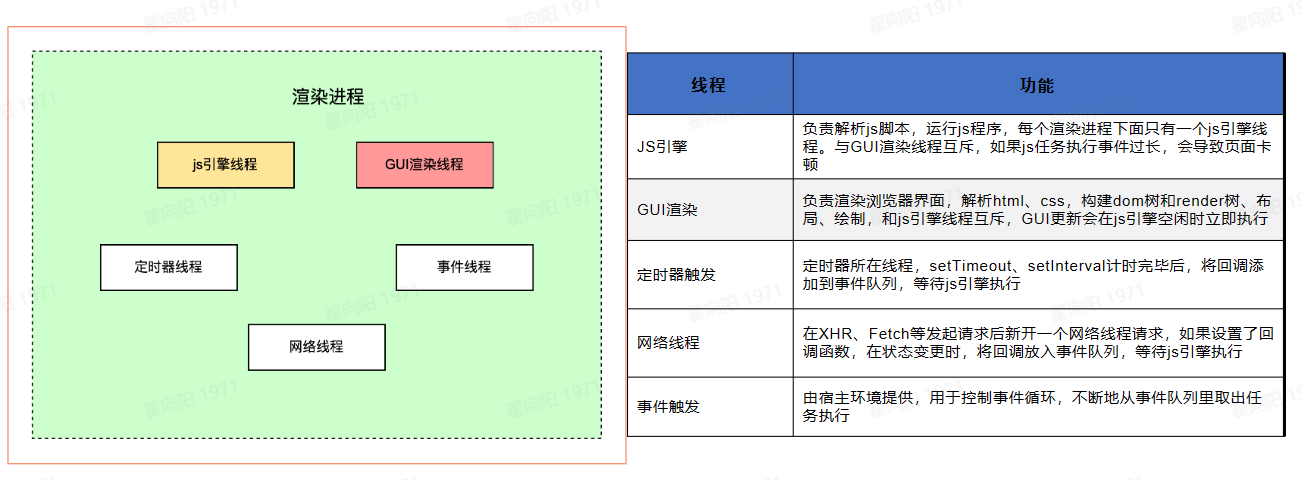 渲染进程
js引擎线程
GUI渲染线程
定时器线程
事件线程
网络线程
线程
功能
JS引擎
负责解析js脚本，运行js程序，每个渲染进程下面只有一个js引擎线
程。与GUI渲染线程互斥，如果js任务执行事件过长，会导致页面卡
顿
GUI渲染
负责渲染浏览器界面，解析html、css，构建dom树和render树、布
局、绘制，和js引擎线程互斥，GUI更新会在js引擎空闲时立即执行
定时器触发
定时器所在线程，setTimeout、setInterval计时完毕后，将回调添
加到事件队列，等待js引擎执行
网络线程
在XHR、Fetch等发起请求后新开一个网络线程请求，如果设置了回
调函数，在状态变更时，将回调放入事件队列，等待js引擎执行
事件触发
由宿主环境提供，用于控制事件循环，不断地从事件队列里取出任
务执行
翟向阳 1971